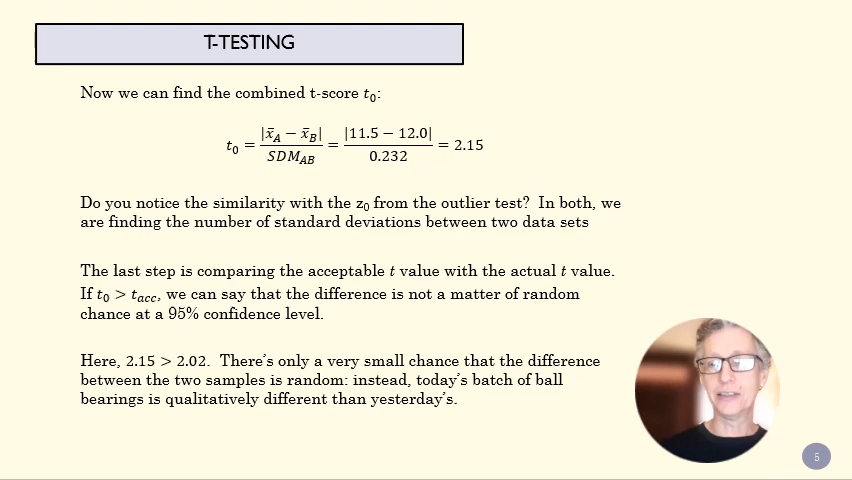 T-TESTING
Now we can find the combined t-score t₀:
t₀ = |x̄_A − x̄_B| / SDM_AB = |11.5 − 12.0| / 0.232 = 2.15
Do you notice the similarity with the z₀ from the outlier test? In both, we
are finding the number of standard deviations between two data sets
The last step is comparing the acceptable t value with the actual t value.
If t₀ > t_acc, we can say that the difference is not a matter of random
chance at a 95% confidence level.
Here, 2.15 > 2.02. There's only a very small chance that the difference
between the two samples is random: instead, today's batch of ball
bearings is qualitatively different than yesterday's.
5